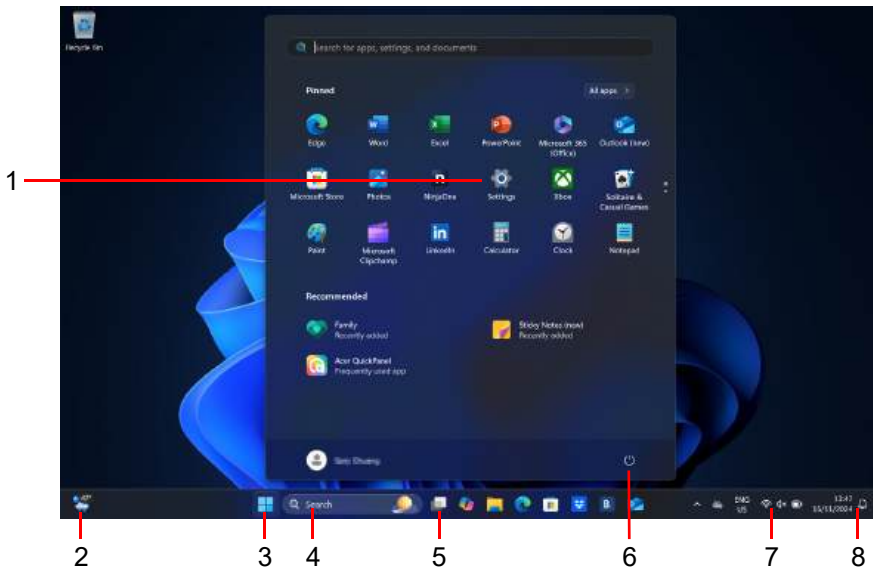 Recycle Bin
Search for apps, settings, and documents
Pinned
All apps >
Edge
Word
Excel
PowerPoint
Microsoft 365
(Office)
Outlook (new)
1
Microsoft Store
Photos
NinjaOne
Settings
Xbox
Solitaire &
Casual Games
Paint
Microsoft
Clipchamp
LinkedIn
Calculator
Clock
Notepad
Recommended
Family
Recently added
Sticky Notes (new)
Recently added
Acer QuickPanel
Frequently used app
Search
ENG
US
12:47
15/11/2024
2
3
4
5
6
7
8